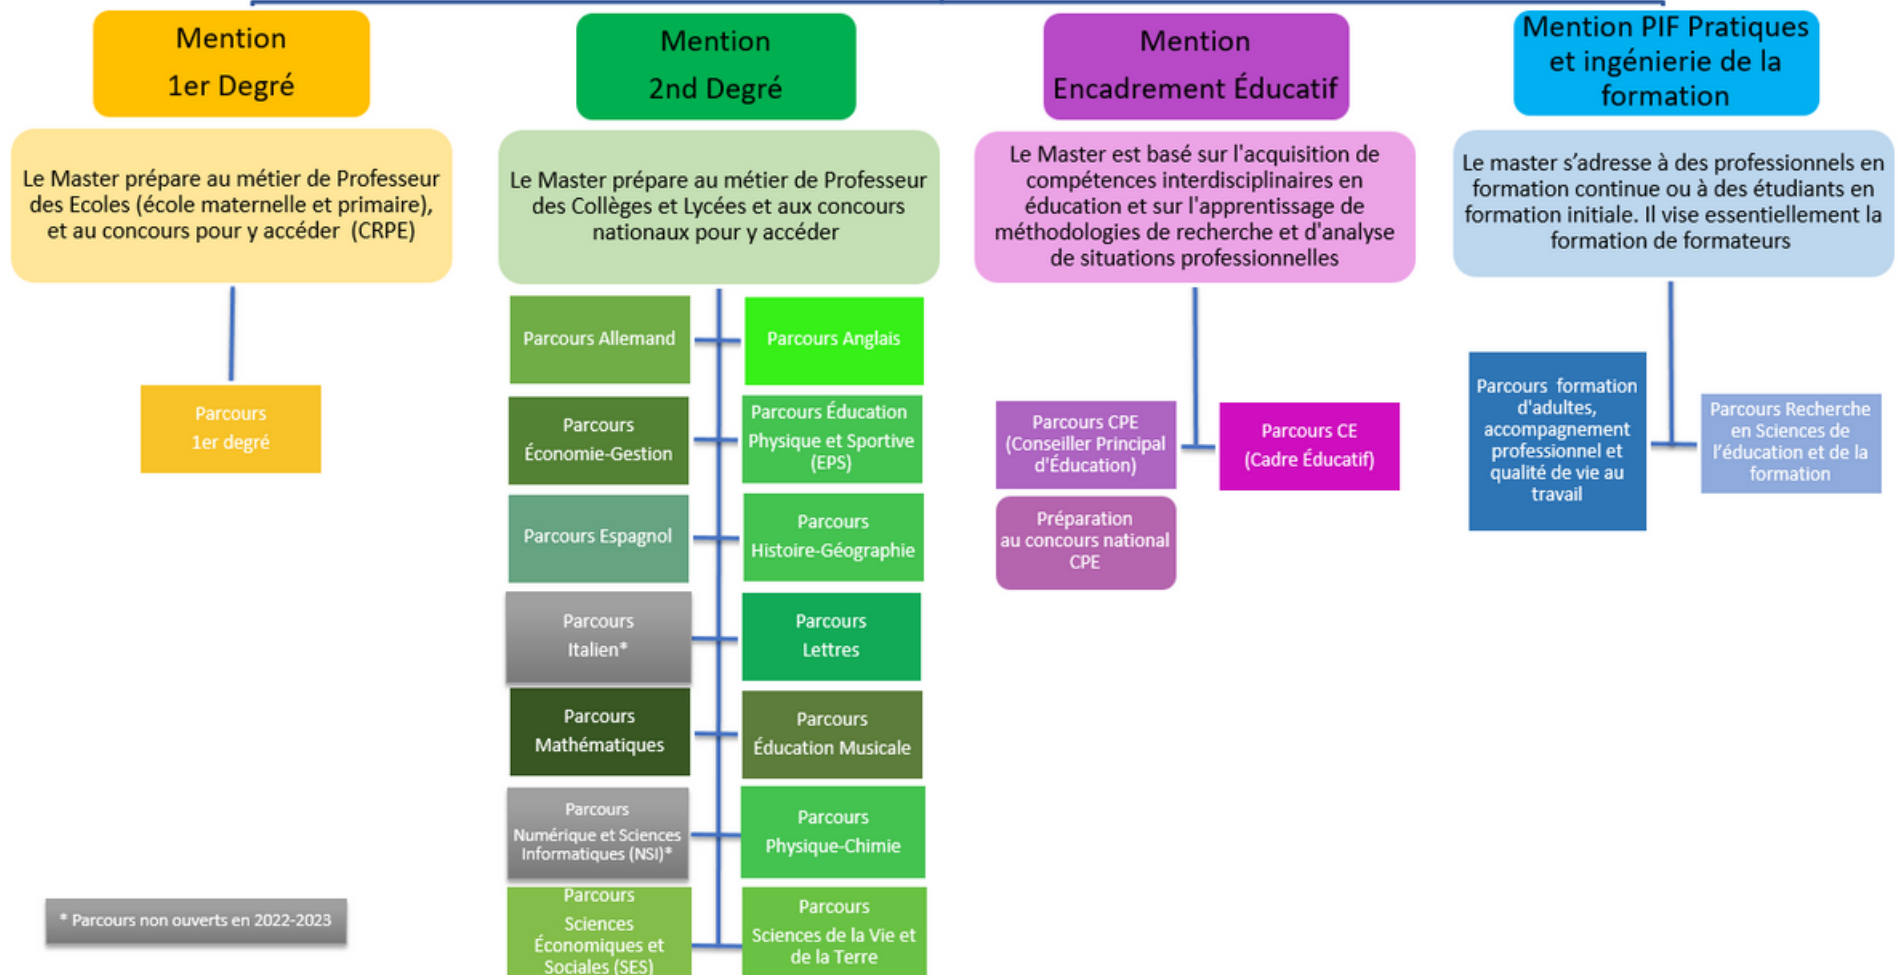 Mention
1er Degré
Le Master prépare au métier de Professeur
des Ecoles (école maternelle et primaire),
et au concours pour y accéder (CRPE)
Parcours
1er degré
Mention
2nd Degré
Le Master prépare au métier de Professeur
des Collèges et Lycées et aux concours
nationaux pour y accéder
Parcours Allemand
Parcours Anglais
Parcours
Économie-Gestion
Parcours Éducation
Physique et Sportive
(EPS)
Parcours Espagnol
Parcours
Histoire-Géographie
Parcours
Italien*
Parcours
Lettres
Parcours
Mathématiques
Parcours
Éducation Musicale
Parcours
Numérique et Sciences
Informatiques (NSI)*
Parcours
Physique-Chimie
Parcours
Sciences
Économiques et
Sociales (SES)
Parcours
Sciences de la Vie et
de la Terre
Mention
Encadrement Éducatif
Le Master est basé sur l'acquisition de
compétences interdisciplinaires en
éducation et sur l'apprentissage de
méthodologies de recherche et d'analyse
de situations professionnelles
Parcours CPE
(Conseiller Principal
d'Éducation)
Parcours CE
(Cadre Éducatif)
Préparation
au concours national
CPE
Mention PIF Pratiques
et ingénierie de la
formation
Le master s’adresse à des professionnels en
formation continue ou à des étudiants en
formation initiale. Il vise essentiellement la
formation de formateurs
Parcours formation
d'adultes,
accompagnement
professionnel et
qualité de vie au
travail
Parcours Recherche
en Sciences de
l’éducation et de la
formation
* Parcours non ouverts en 2022-2023